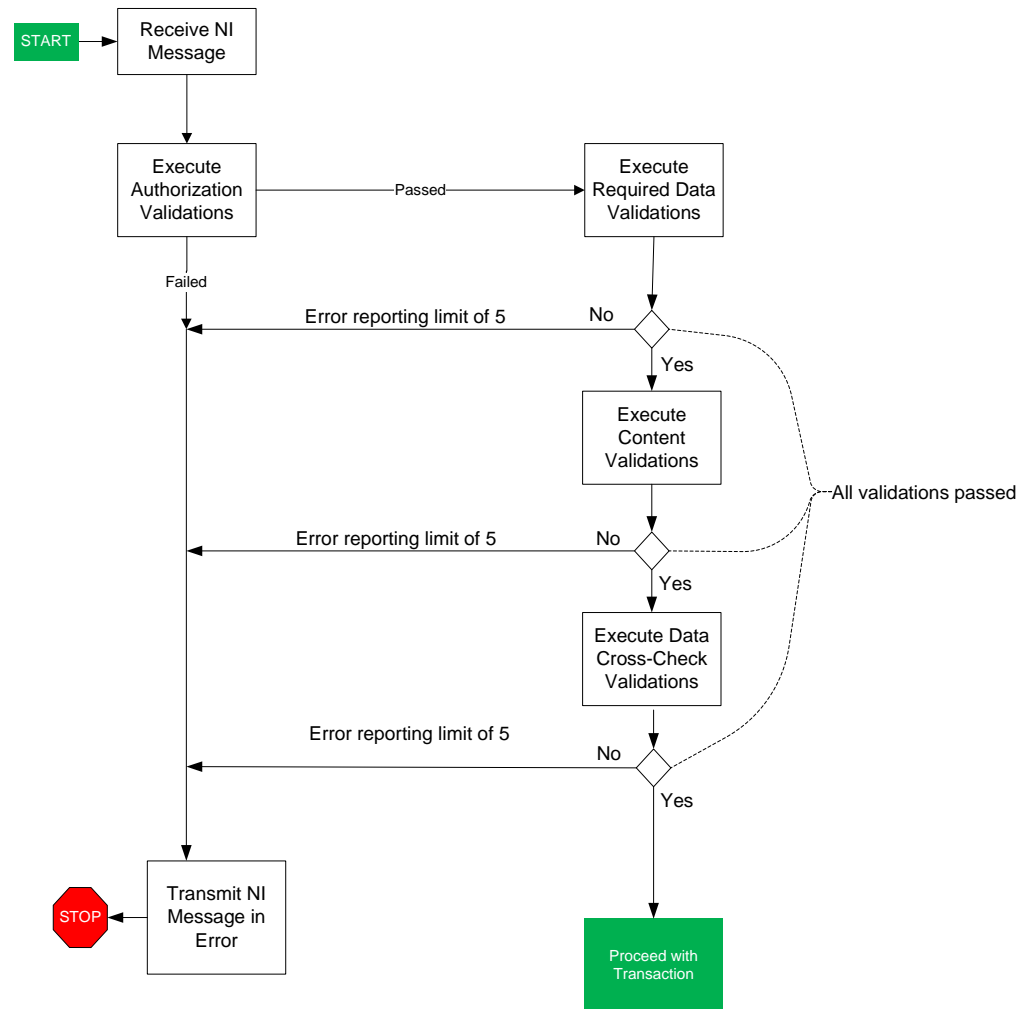 START
Receive NI
Message
Execute
Authorization
Validations
Passed
Execute
Required Data
Validations
Failed
Error reporting limit of 5
No
Yes
Execute
Content
Validations
All validations passed
Error reporting limit of 5
No
Yes
Execute Data
Cross-Check
Validations
Error reporting limit of 5
No
Yes
Transmit NI
Message in
Error
STOP
Proceed with
Transaction